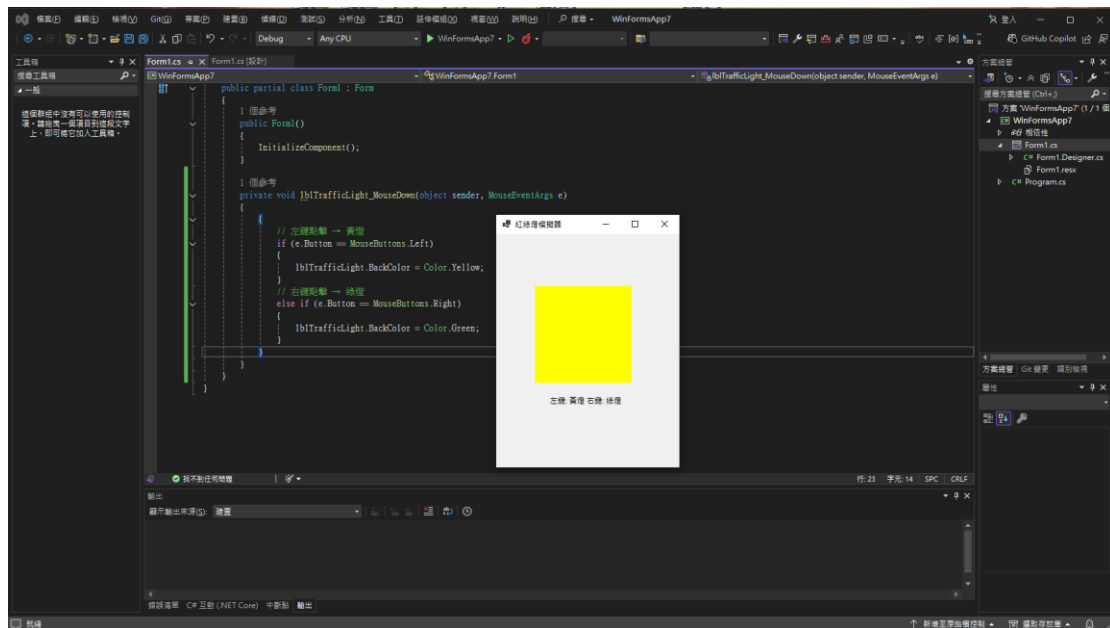 檔案(F) 編輯(E) 檢視(V) Git(G) 專案(P) 建置(B) 偵錯(D) 測試(S) 分析(N) 工具(T) 延伸模組(X) 視窗(W) 說明(H) 搜尋 WinFormsApp7 登入
Debug Any CPU WinFormsApp7 GitHub Copilot
工具箱
搜尋工具箱
一般
這個群組中沒有可以使用的控制
項。請拖曳一個項目到這段文字
上，即可將它加入工具箱。
Form1.cs Form1.cs [設計]
WinFormsApp7 WinFormsApp7.Form1 lblTrafficLight_MouseDown(object sender, MouseEventArgs e)
public partial class Form1 : Form
{
1 個參考
public Form1()
{
InitializeComponent();
}
1 個參考
private void lblTrafficLight_MouseDown(object sender, MouseEventArgs e)
{
{
// 左鍵點擊 → 黃燈
if (e.Button == MouseButtons.Left)
{
lblTrafficLight.BackColor = Color.Yellow;
}
// 右鍵點擊 → 綠燈
else if (e.Button == MouseButtons.Right)
{
lblTrafficLight.BackColor = Color.Green;
}
}
}
}
}
紅綠燈模擬器
左鍵: 黃燈 右鍵: 綠燈
找不到任何問題 行: 23 字元: 14 SPC CRLF
輸出
顯示輸出來源(S): 建置
錯誤清單 C# 互動 (.NET Core) 中斷點 輸出
方案總管
搜尋方案總管 (Ctrl+;)
方案 'WinFormsApp7' (1 / 1 個
WinFormsApp7
相依性
Form1.cs
C# Form1.Designer.cs
Form1.resx
C# Program.cs
方案總管 Git 變更 類別檢視
屬性
就緒 新增至原始檔控制 選取存放庫